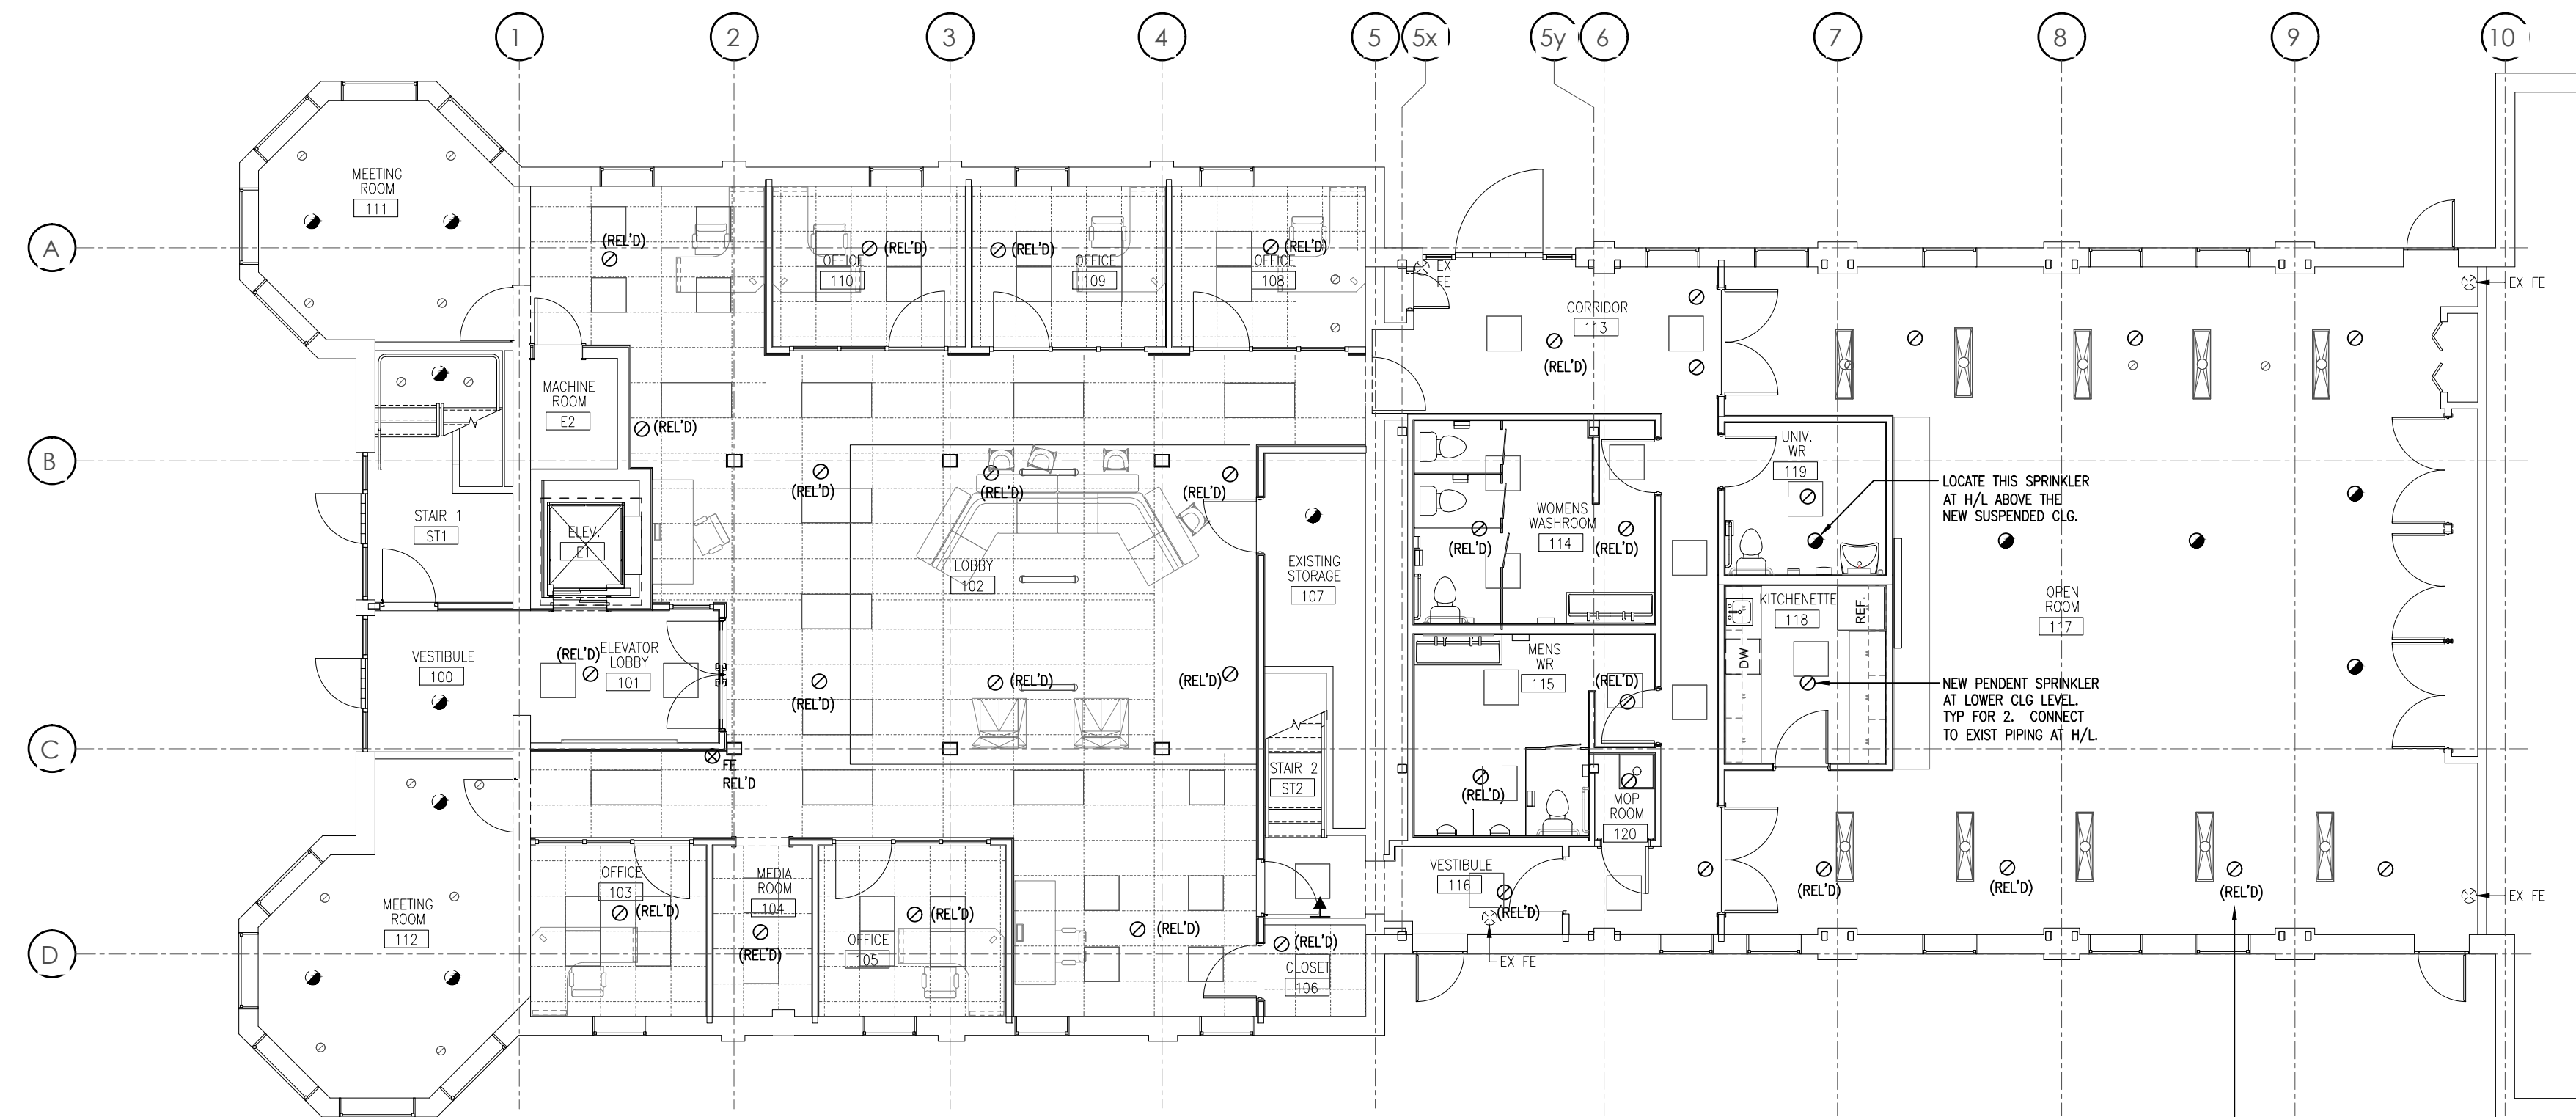 1
2
3
4
5
5x
5y
6
7
8
9
10
A
B
C
D
MEETING
ROOM
111
(REL'D)
(REL'D)
OFFICE
110
(REL'D)
OFFICE
109
(REL'D)
OFFICE
108
EX
FE
CORRIDOR
113
(REL'D)
EX FE
MACHINE
ROOM
E2
(REL'D)
STAIR 1
ST1
ELEV.
E1
(REL'D)
(REL'D)
(REL'D)
LOBBY
102
EXISTING
STORAGE
107
(REL'D)
WOMENS
WASHROOM
114
(REL'D)
UNIV.
WR
119
LOCATE THIS SPRINKLER
AT H/L ABOVE THE
NEW SUSPENDED CLG.
OPEN
ROOM
117
KITCHENETTE
118
REF.
DW
NEW PENDENT SPRINKLER
AT LOWER CLG LEVEL.
TYP FOR 2. CONNECT
TO EXIST PIPING AT H/L.
VESTIBULE
100
(REL'D)
ELEVATOR
LOBBY
101
(REL'D)
(REL'D)
(REL'D)
MENS
WR
115
(REL'D)
(REL'D)
FE
REL'D
STAIR 2
ST2
MOP
ROOM
120
MEETING
ROOM
112
OFFICE
103
(REL'D)
MEDIA
ROOM
104
(REL'D)
OFFICE
105
(REL'D)
(REL'D)
(REL'D)
CLOSET
106
VESTIBULE
116
(REL'D)
EX FE
(REL'D)
(REL'D)
(REL'D)
EX FE